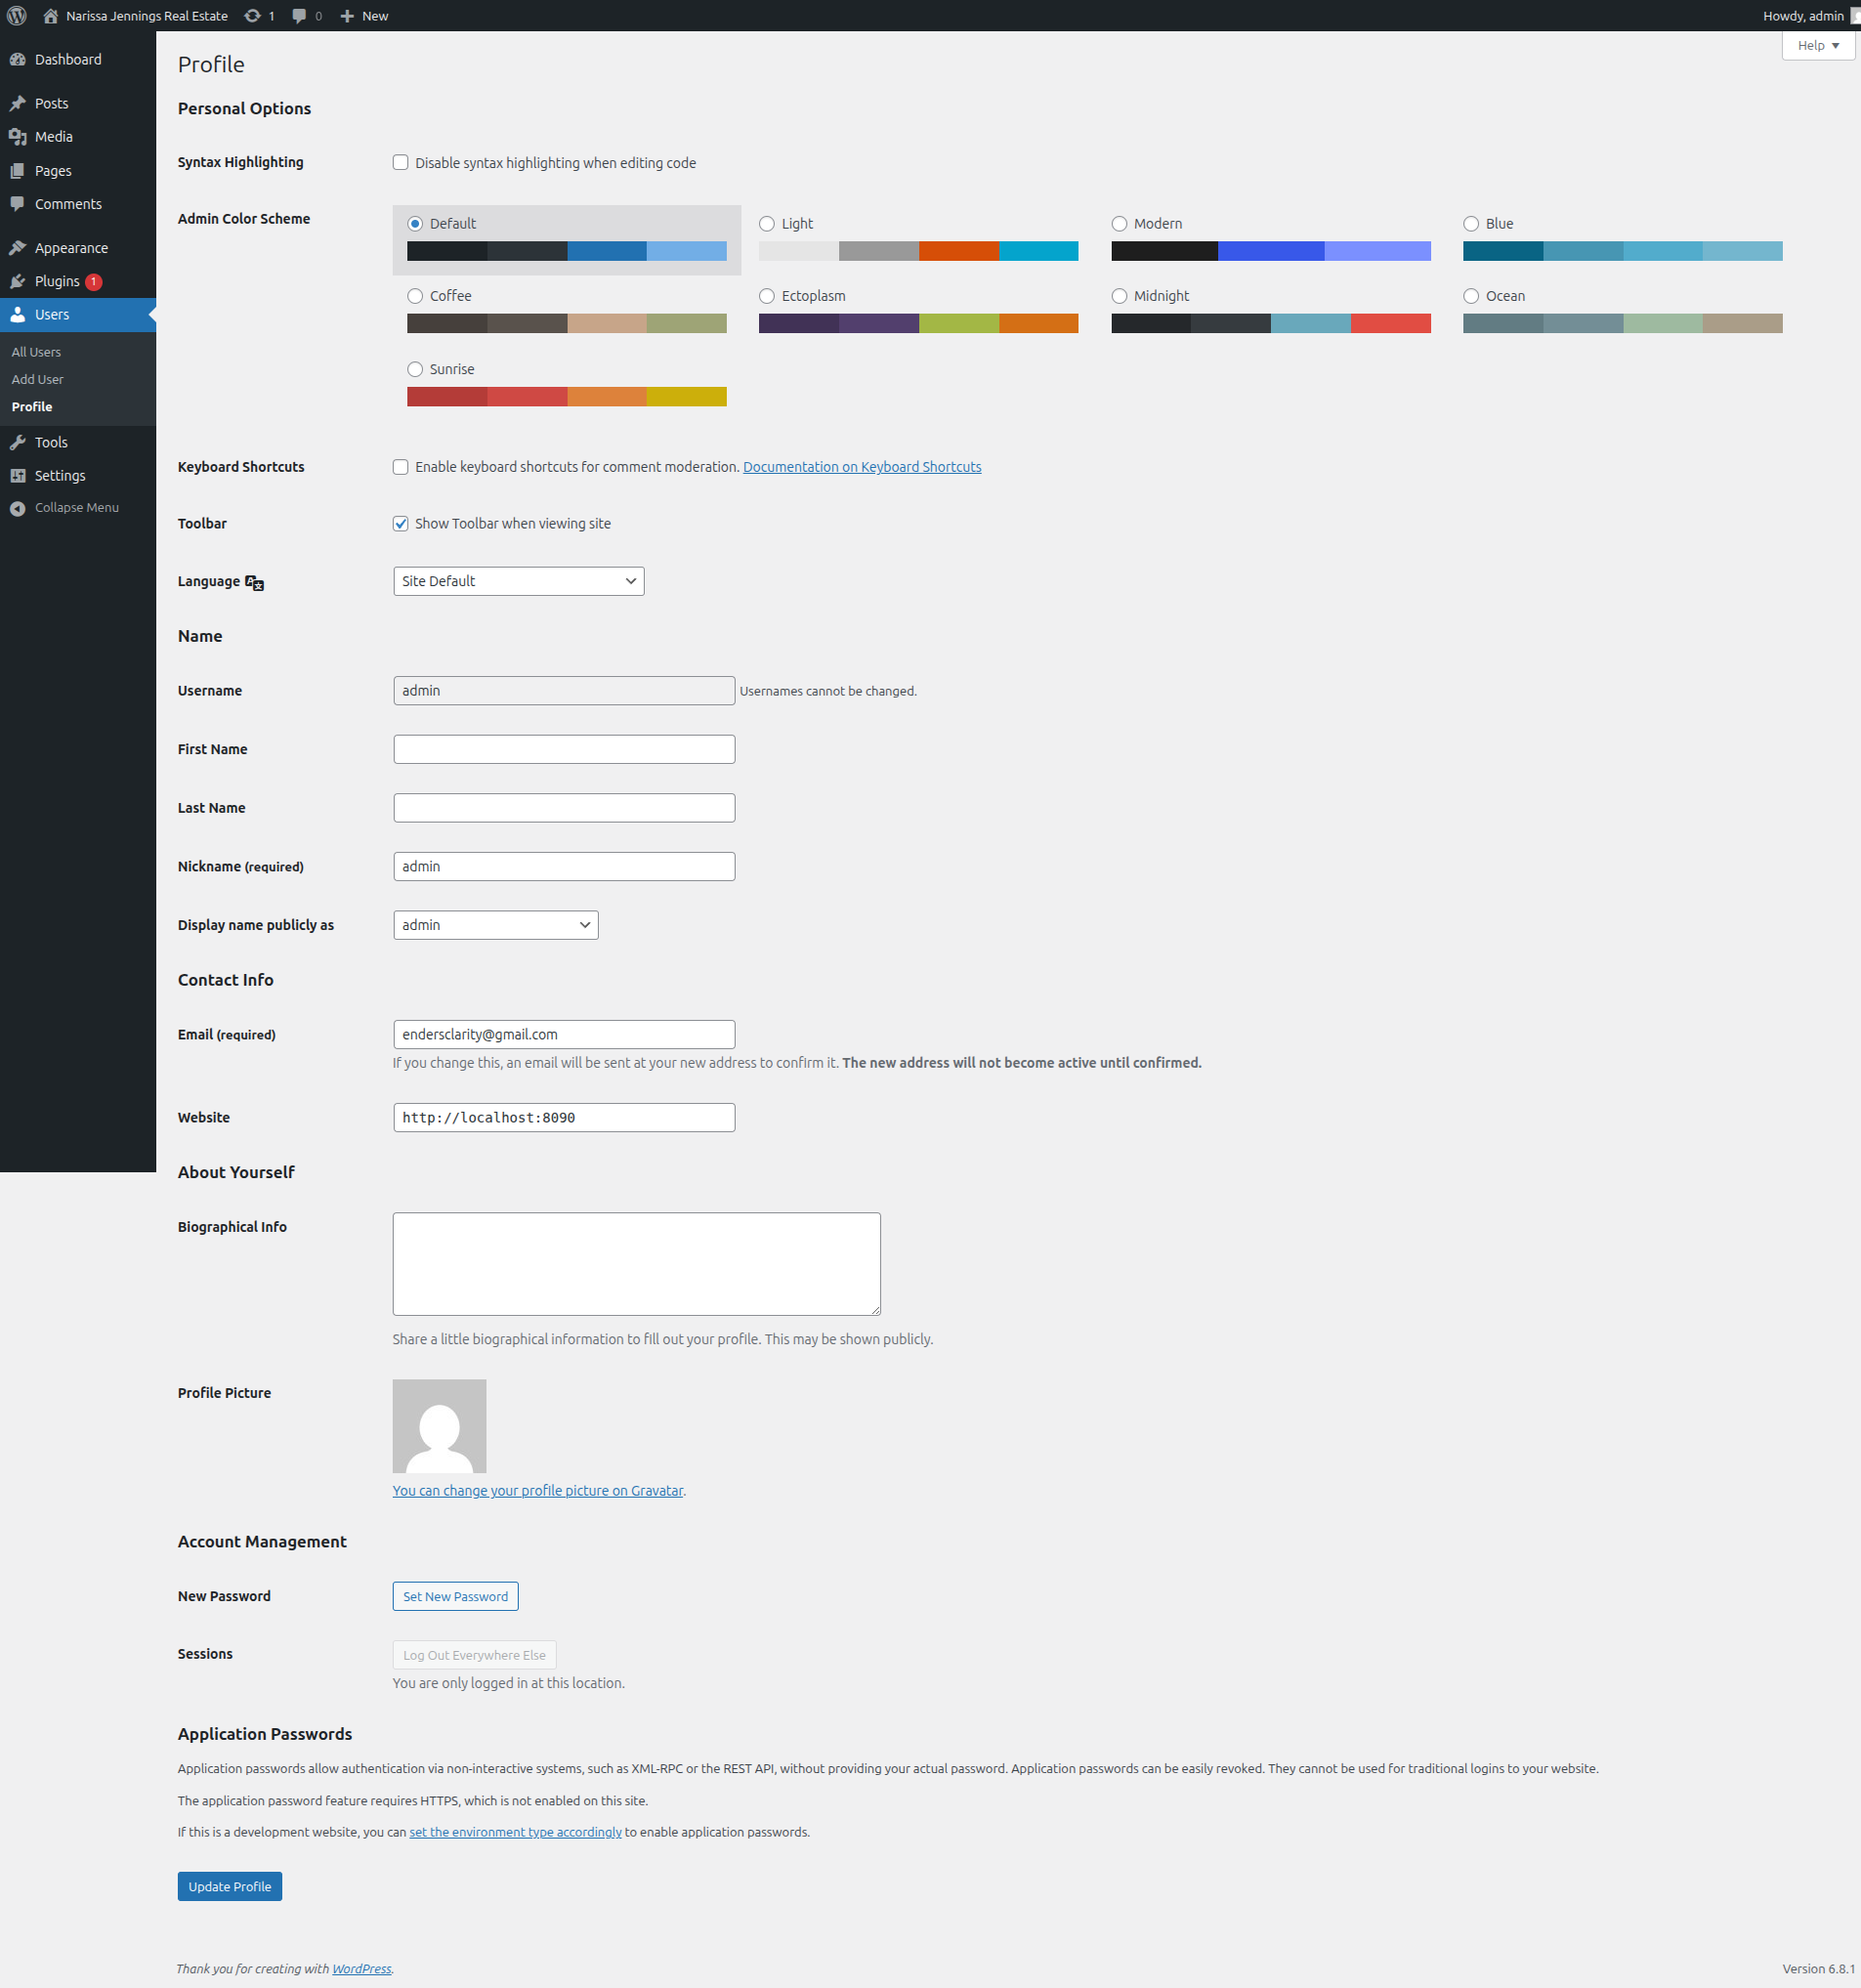 Narissa Jennings Real Estate 1 0 New Howdy, admin
Help
Dashboard
Posts
Media
Pages
Comments
Appearance
Plugins 1
Users
All Users
Add User
Profile
Tools
Settings
Collapse Menu
Profile
Personal Options
Syntax Highlighting Disable syntax highlighting when editing code
Admin Color Scheme Default Light Modern Blue
Coffee Ectoplasm Midnight Ocean
Sunrise
Keyboard Shortcuts Enable keyboard shortcuts for comment moderation. Documentation on Keyboard Shortcuts
Toolbar Show Toolbar when viewing site
Language Site Default
Name
Username admin Usernames cannot be changed.
First Name
Last Name
Nickname (required) admin
Display name publicly as admin
Contact Info
Email (required) endersclarity@gmail.com
If you change this, an email will be sent at your new address to confirm it. The new address will not become active until confirmed.
Website http://localhost:8090
About Yourself
Biographical Info
Share a little biographical information to fill out your profile. This may be shown publicly.
Profile Picture
You can change your profile picture on Gravatar.
Account Management
New Password Set New Password
Sessions Log Out Everywhere Else
You are only logged in at this location.
Application Passwords
Application passwords allow authentication via non-interactive systems, such as XML-RPC or the REST API, without providing your actual password. Application passwords can be easily revoked. They cannot be used for traditional logins to your website.
The application password feature requires HTTPS, which is not enabled on this site.
If this is a development website, you can set the environment type accordingly to enable application passwords.
Update Profile
Thank you for creating with WordPress. Version 6.8.1